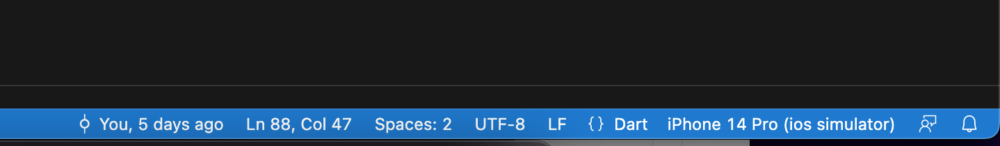 You, 5 days ago Ln 88, Col 47 Spaces: 2 UTF-8 LF {} Dart iPhone 14 Pro (ios simulator)